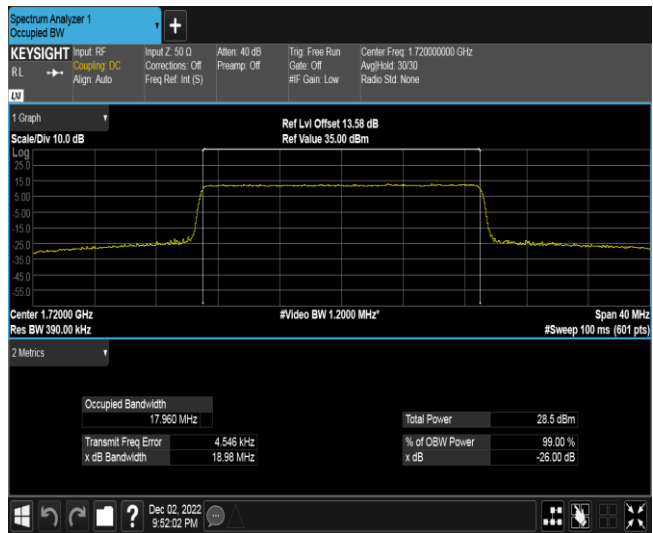 Spectrum Analyzer 1
Occupied BW
+
KEYSIGHT
RL
LXI
Input: RF
Coupling: DC
Align: Auto
Input Z: 50 Ω
Corrections: Off
Freq Ref: Int (S)
Atten: 40 dB
Preamp: Off
Trig: Free Run
Gate: Off
#IF Gain: Low
Center Freq: 1.720000000 GHz
Avg|Hold: 30/30
Radio Std: None
1 Graph
Scale/Div 10.0 dB
Ref Lvl Offset 13.58 dB
Ref Value 35.00 dBm
Log
25.0
15.0
5.00
-5.00
-15.0
-25.0
-35.0
-45.0
-55.0
Center 1.72000 GHz
Res BW 390.00 kHz
#Video BW 1.2000 MHz*
Span 40 MHz
#Sweep 100 ms (601 pts)
2 Metrics
Occupied Bandwidth
17.960 MHz
Transmit Freq Error 4.546 kHz
x dB Bandwidth 18.98 MHz
Total Power 28.5 dBm
% of OBW Power 99.00 %
x dB -26.00 dB
?
Dec 02, 2022
9:52:02 PM